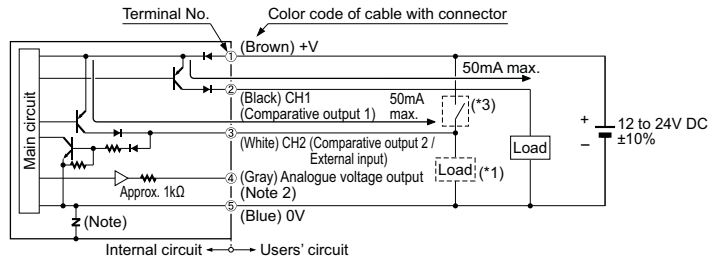 Terminal No.
Color code of cable with connector
① (Brown) +V
50mA max.
②
(Black) CH1
(Comparative output 1)
50mA
max.
(*3)
③
(White) CH2 (Comparative output 2 /
External input)
Main circuit
Load
+
−
12 to 24V DC
±10%
Load (*1)
④ (Gray) Analogue voltage output
(Note 2)
Approx. 1kΩ
⑤
(Blue) 0V
(Note)
Internal circuit
Users' circuit